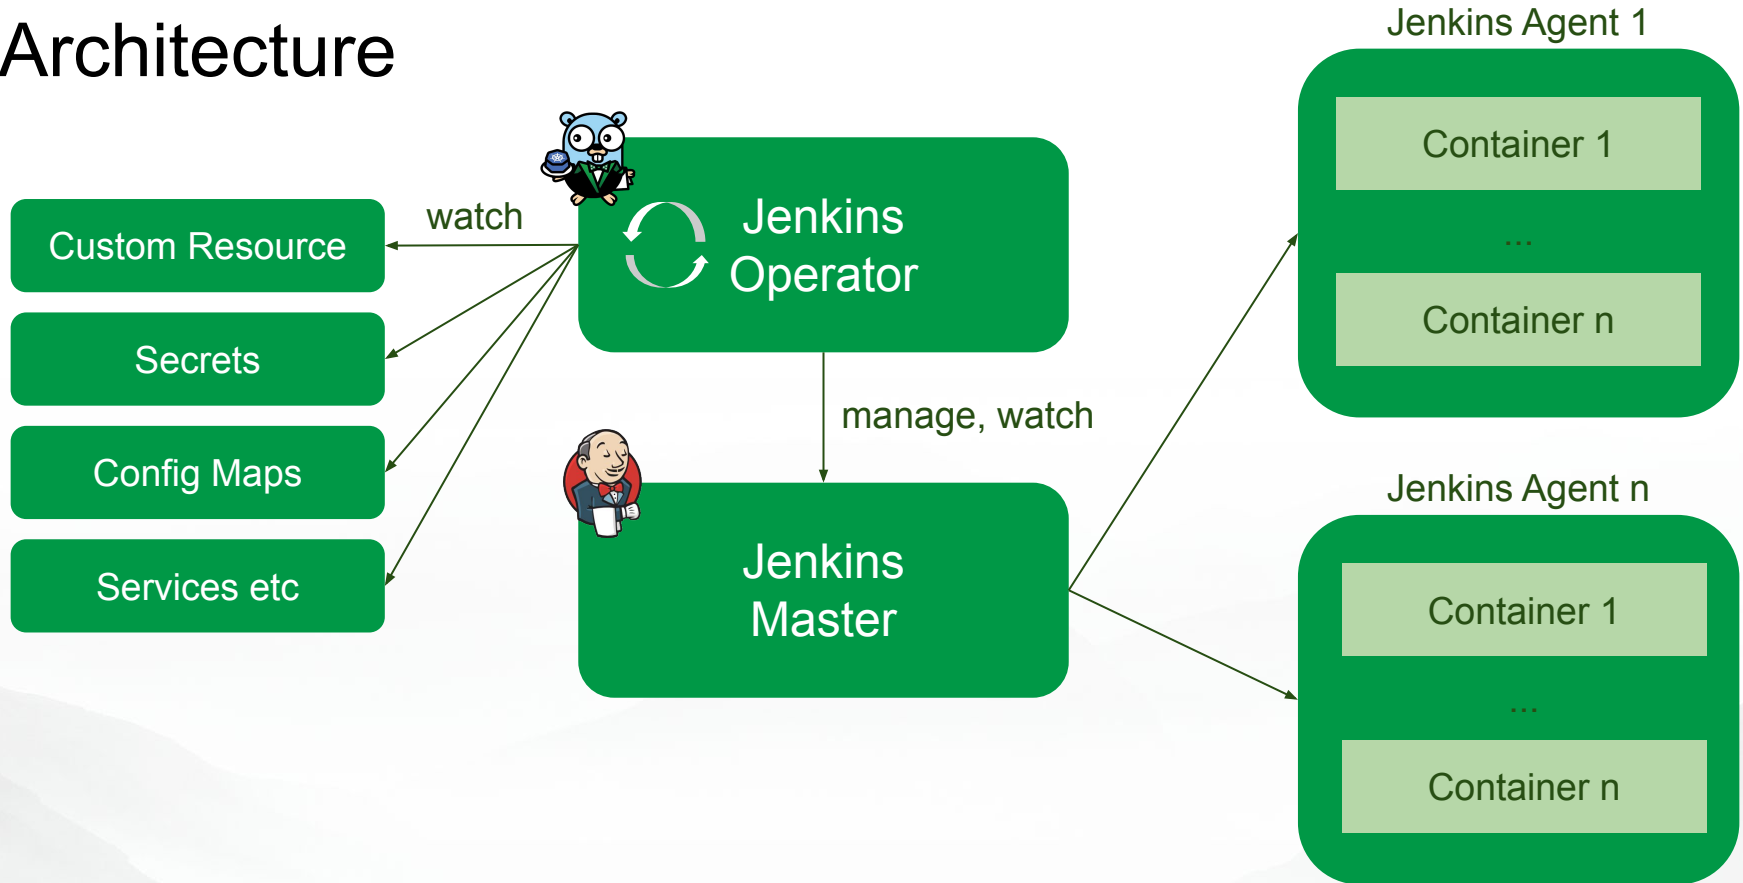 Architecture
Custom Resource
Secrets
Config Maps
Services etc
watch
Jenkins
Operator
manage, watch
Jenkins
Master
Jenkins Agent 1
Container 1
...
Container n
Jenkins Agent n
Container 1
...
Container n